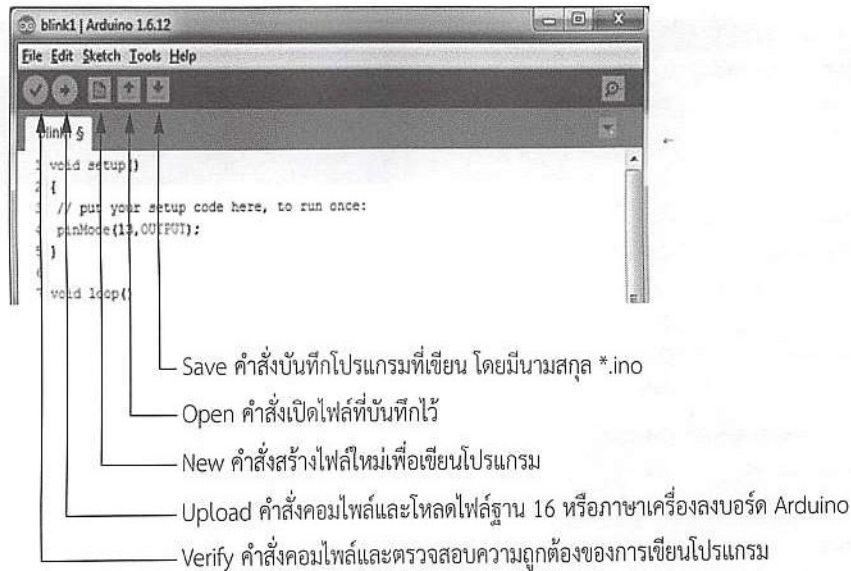 blink1 | Arduino 1.6.12
File Edit Sketch Tools Help
blink1 §
1 void setup()
2 {
3 // put your setup code here, to run once:
4 pinMode(13,OUTPUT);
5 }
6
7 void loop()
Save คำสั่งบันทึกโปรแกรมที่เขียน โดยมีนามสกุล *.ino
Open คำสั่งเปิดไฟล์ที่บันทึกไว้
New คำสั่งสร้างไฟล์ใหม่เพื่อเขียนโปรแกรม
Upload คำสั่งคอมไพล์และโหลดไฟล์ฐาน 16 หรือภาษาเครื่องลงบอร์ด Arduino
Verify คำสั่งคอมไพล์และตรวจสอบความถูกต้องของการเขียนโปรแกรม